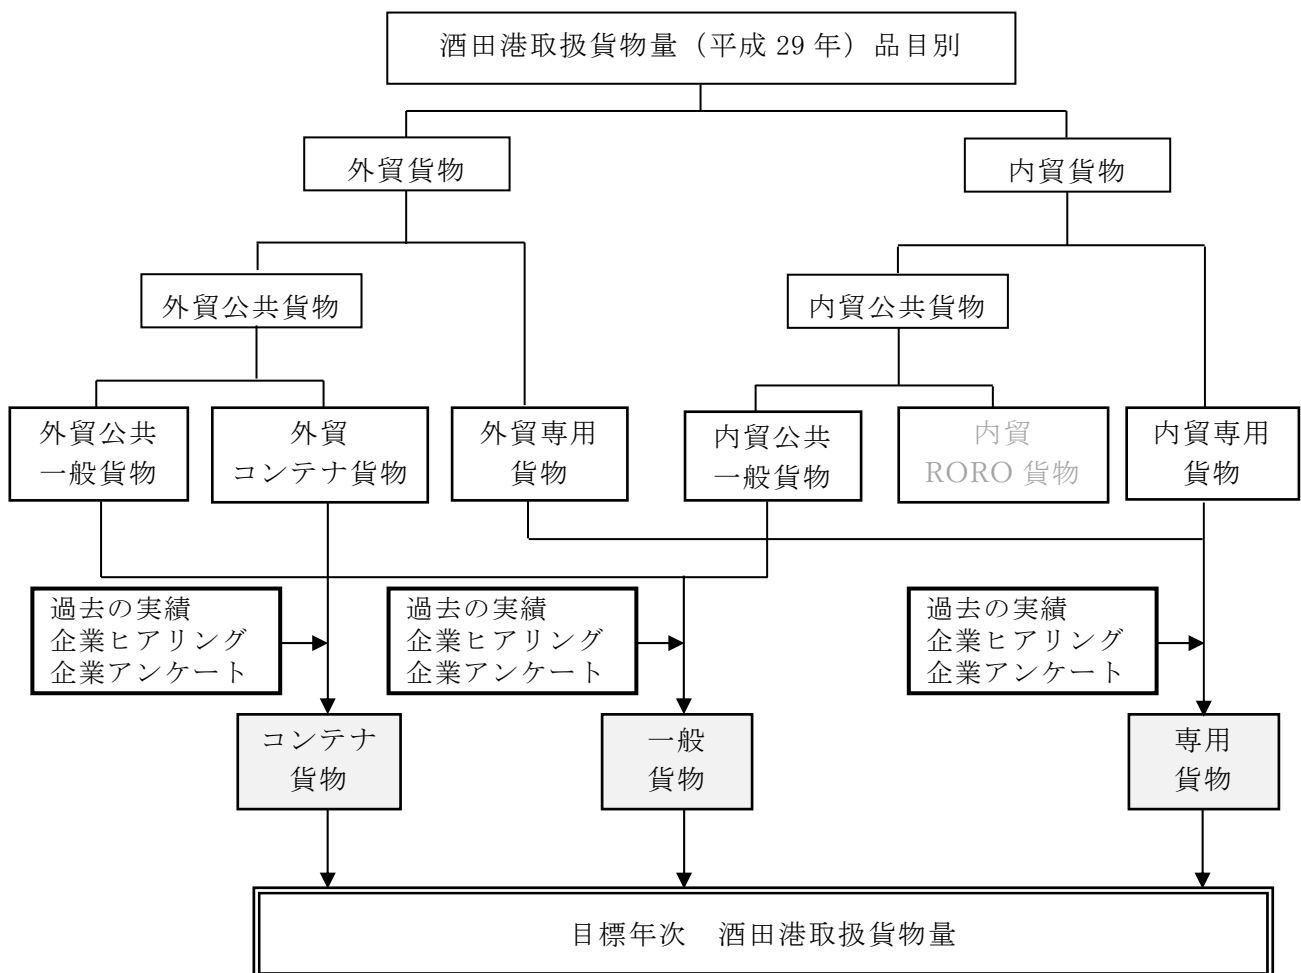 酒田港取扱貨物量（平成 29 年）品目別
外貿貨物
内貿貨物
外貿公共貨物
内貿公共貨物
外貿公共
一般貨物
外貿
コンテナ貨物
外貿専用
貨物
内貿公共
一般貨物
内貿
RORO 貨物
内貿専用
貨物
過去の実績
企業ヒアリング
企業アンケート
過去の実績
企業ヒアリング
企業アンケート
過去の実績
企業ヒアリング
企業アンケート
コンテナ
貨物
一般
貨物
専用
貨物
目標年次　酒田港取扱貨物量